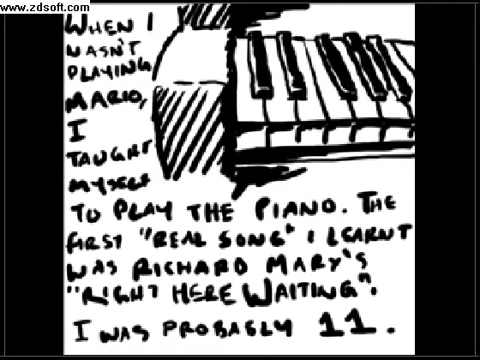 www.zdsoft.com
WHEN I
WASN'T
PLAYING
MARIO,
I
TAUGHT
MYSELF
TO PLAY THE PIANO. THE
FIRST "REAL SONG" I LEARNT
WAS RICHARD MARX'S
"RIGHT HERE WAITING".
I WAS PROBABLY 11.